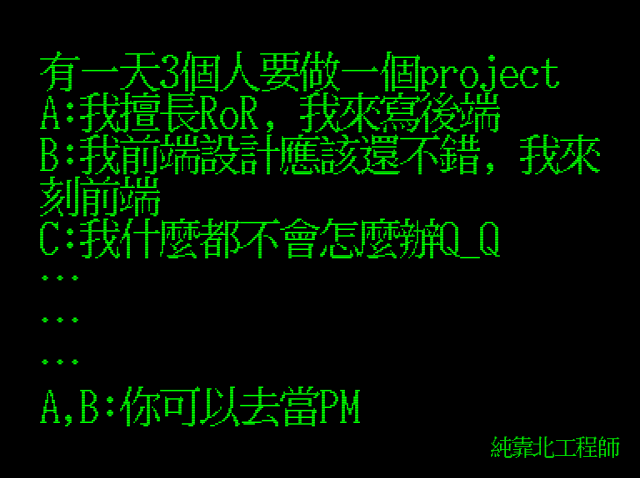 有一天3個人要做一個project
A:我擅長RoR, 我來寫後端
B:我前端設計應該還不錯, 我來
刻前端
C:我什麼都不會怎麼辦Q_Q
...
...
...
A,B:你可以去當PM
純靠北工程師